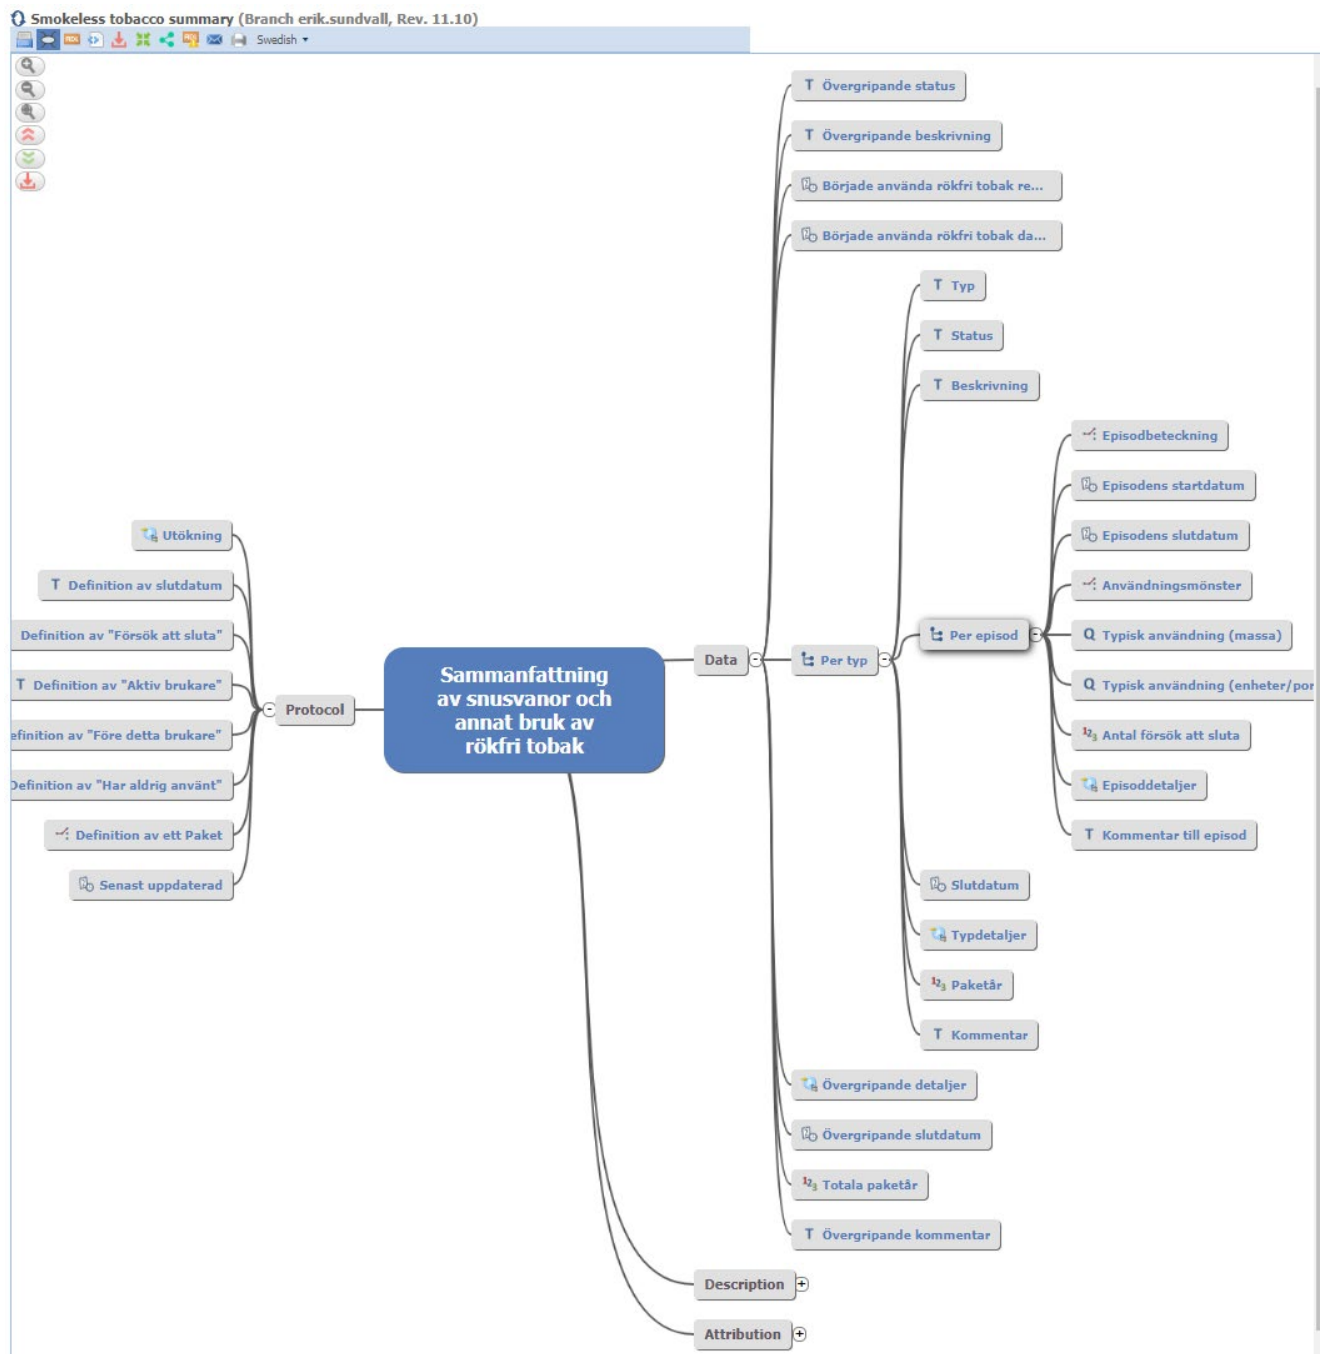 Smokeless tobacco summary (Branch erik.sundvall, Rev. 11.10)
ADL
Swedish
T Övergripande status
T Övergripande beskrivning
Började använda rökfri tobak re...
Började använda rökfri tobak da...
T Typ
T Status
T Beskrivning
Episodbeteckning
Episodens startdatum
Episodens slutdatum
Användningsmönster
Q Typisk användning (massa)
Q Typisk användning (enheter/por
123 Antal försök att sluta
Episoddetaljer
T Kommentar till episod
Per episod
Data
Per typ
Utökning
T Definition av slutdatum
Definition av "Försök att sluta"
T Definition av "Aktiv brukare"
efinition av "Före detta brukare"
Definition av "Har aldrig använt"
Definition av ett Paket
Senast uppdaterad
Protocol
Sammanfattning
av snusvanor och
annat bruk av
rökfri tobak
Slutdatum
Typdetaljer
123 Paketår
T Kommentar
Övergripande detaljer
Övergripande slutdatum
123 Totala paketår
T Övergripande kommentar
Description
Attribution